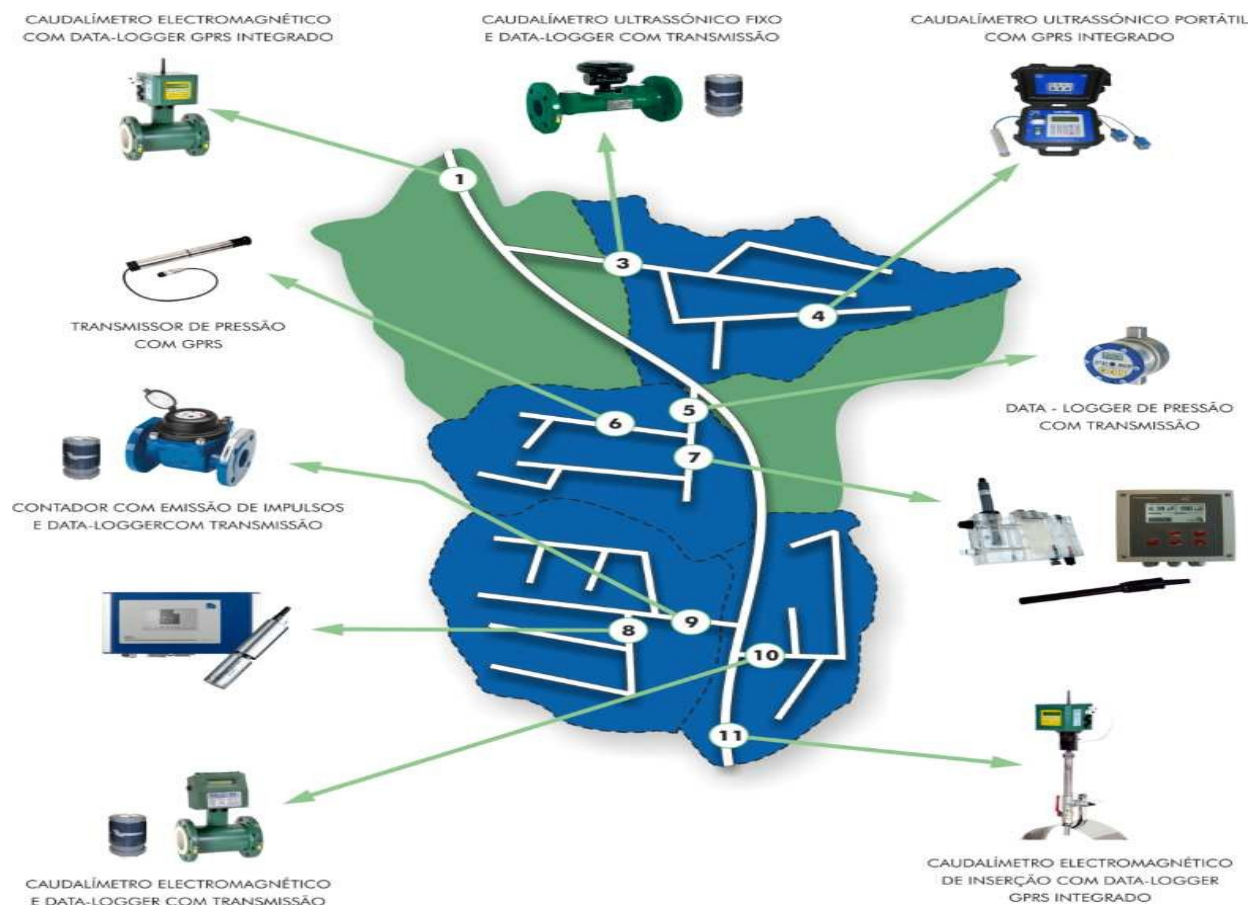 CAUDALÍMETRO ELECTROMAGNÉTICO
COM DATA-LOGGER GPRS INTEGRADO
CAUDALÍMETRO ULTRASSÓNICO FIXO
E DATA-LOGGER COM TRANSMISSÃO
CAUDALÍMETRO ULTRASSÓNICO PORTÁTIL
COM GPRS INTEGRADO
1
3
4
TRANSMISSOR DE PRESSÃO
COM GPRS
5
6
DATA - LOGGER DE PRESSÃO
COM TRANSMISSÃO
7
CONTADOR COM EMISSÃO DE IMPULSOS
E DATA-LOGGERCOM TRANSMISSÃO
9
8
10
11
CAUDALÍMETRO ELECTROMAGNÉTICO
E DATA-LOGGER COM TRANSMISSÃO
CAUDALÍMETRO ELECTROMAGNÉTICO
DE INSERÇÃO COM DATA-LOGGER
GPRS INTEGRADO